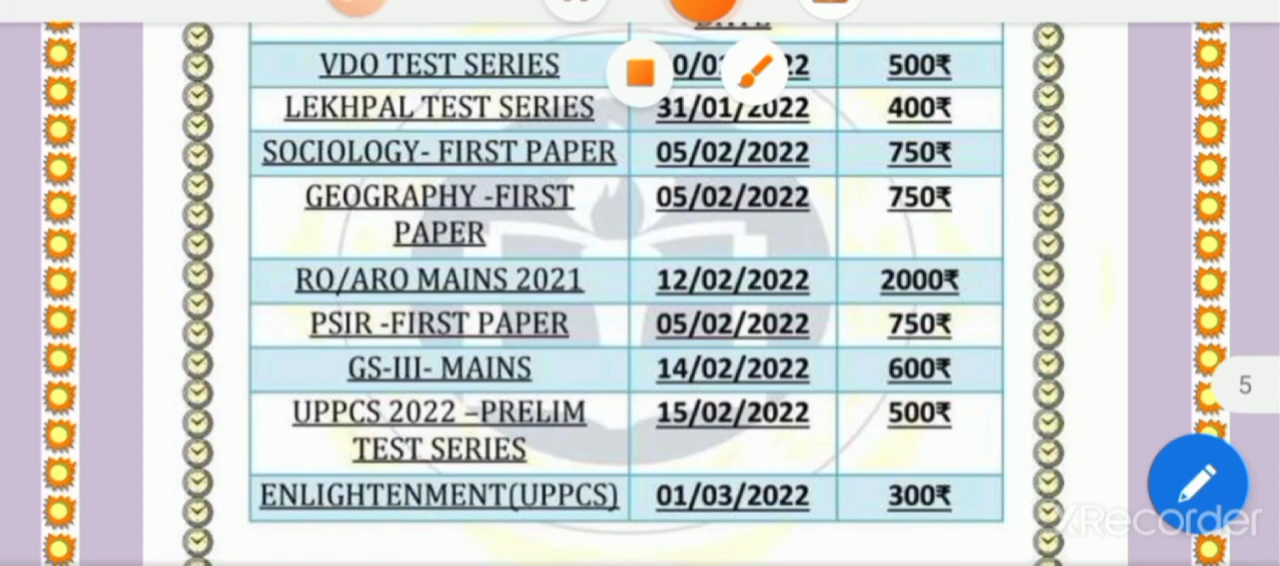 VDO TEST SERIES 500₹
LEKHPAL TEST SERIES 31/01/2022 400₹
SOCIOLOGY- FIRST PAPER 05/02/2022 750₹
GEOGRAPHY -FIRST 05/02/2022 750₹
PAPER
RO/ARO MAINS 2021 12/02/2022 2000₹
PSIR -FIRST PAPER 05/02/2022 750₹
GS-III- MAINS 14/02/2022 600₹
UPPCS 2022 –PRELIM 15/02/2022 500₹
TEST SERIES
ENLIGHTENMENT(UPPCS) 01/03/2022 300₹
5
XRecorder